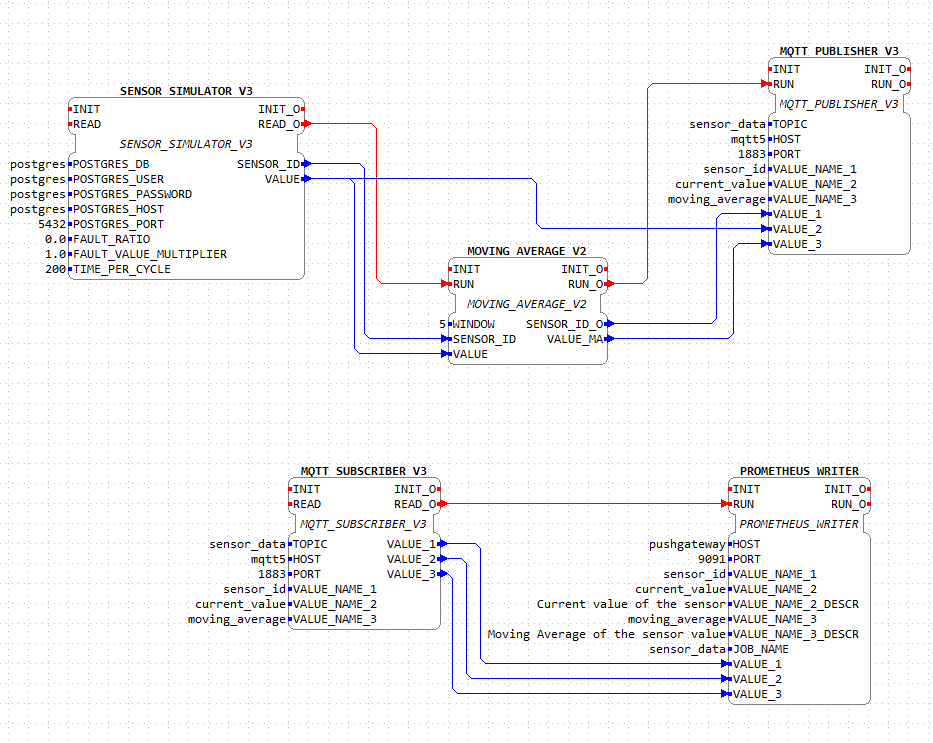 MQTT PUBLISHER V3
INIT INIT_O
RUN RUN_O
MQTT_PUBLISHER_V3
sensor_data TOPIC
mqtt5 HOST
1883 PORT
sensor_id VALUE_NAME_1
current_value VALUE_NAME_2
moving_average VALUE_NAME_3
VALUE_1
VALUE_2
VALUE_3
SENSOR SIMULATOR V3
INIT INIT_O
READ READ_O
SENSOR_SIMULATOR_V3
postgres POSTGRES_DB SENSOR_ID
postgres POSTGRES_USER VALUE
postgres POSTGRES_PASSWORD
postgres POSTGRES_HOST
5432 POSTGRES_PORT
0.0 FAULT_RATIO
1.0 FAULT_VALUE_MULTIPLIER
200 TIME_PER_CYCLE
MOVING AVERAGE V2
INIT INIT_O
RUN RUN_O
MOVING_AVERAGE_V2
5 WINDOW SENSOR_ID_O
SENSOR_ID VALUE_MA
VALUE
MQTT SUBSCRIBER V3
INIT INIT_O
READ READ_O
MQTT_SUBSCRIBER_V3
sensor_data TOPIC VALUE_1
mqtt5 HOST VALUE_2
1883 PORT VALUE_3
sensor_id VALUE_NAME_1
current_value VALUE_NAME_2
moving_average VALUE_NAME_3
PROMETHEUS WRITER
INIT INIT_O
RUN RUN_O
PROMETHEUS_WRITER
pushgateway HOST
9091 PORT
sensor_id VALUE_NAME_1
current_value VALUE_NAME_2
Current value of the sensor VALUE_NAME_2_DESCR
moving_average VALUE_NAME_3
Moving Average of the sensor value VALUE_NAME_3_DESCR
sensor_data JOB_NAME
VALUE_1
VALUE_2
VALUE_3